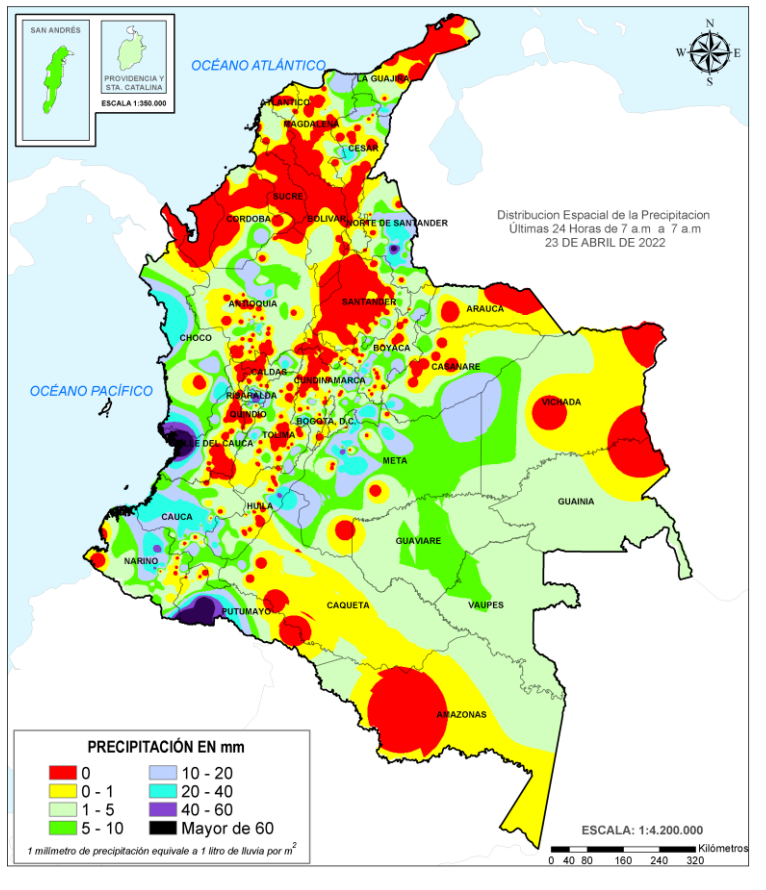 SAN ANDRÉS
PROVIDENCIA Y
STA. CATALINA
ESCALA 1:350.000
OCÉANO ATLÁNTICO
N
W
E
S
LA GUAJIRA
ATLANTICO
MAGDALENA
CESAR
SUCRE
CORDOBA
BOLIVAR
NORTE DE SANTANDER
Distribucion Espacial de la Precipitacion
Últimas 24 Horas de 7 a.m a 7 a.m
23 DE ABRIL DE 2022
ANTIOQUIA
SANTANDER
ARAUCA
CHOCO
BOYACA
CASANARE
CALDAS
CUNDINAMARCA
OCÉANO PACÍFICO
RISARALDA
VICHADA
QUINDIO
BOGOTA, D.C.
TOLIMA
VALLE DEL CAUCA
META
GUAINIA
HUILA
CAUCA
GUAVIARE
NARIÑO
VAUPES
CAQUETA
PUTUMAYO
AMAZONAS
PRECIPITACIÓN EN mm
0
10 - 20
0 - 1
20 - 40
1 - 5
40 - 60
5 - 10
Mayor de 60
1 milímetro de precipitación equivale a 1 litro de lluvia por m2
ESCALA: 1:4.200.000
Kilómetros
0 40 80 160 240 320